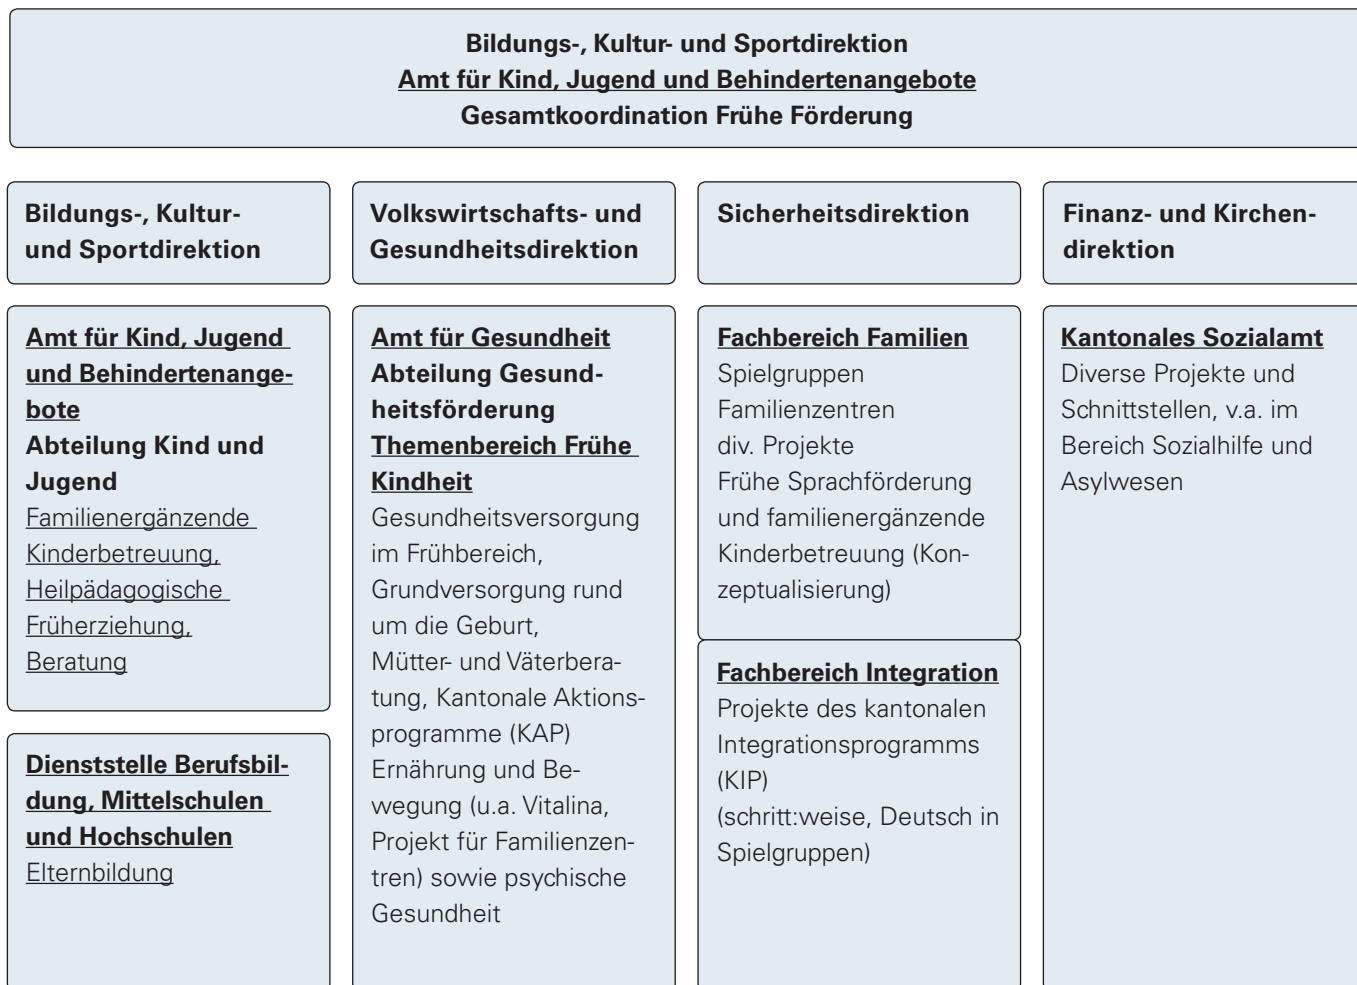 Bildungs-, Kultur- und Sportdirektion
Amt für Kind, Jugend und Behindertenangebote
Gesamtkoordination Frühe Förderung
Bildungs-, Kultur-
und Sportdirektion
Volkswirtschafts- und
Gesundheitsdirektion
Sicherheitsdirektion
Finanz- und Kirchen-
direktion
Amt für Kind, Jugend
und Behindertenange-
bote
Abteilung Kind und
Jugend
Familienergänzende
Kinderbetreuung,
Heilpädagogische
Früherziehung,
Beratung
Dienststelle Berufsbil-
dung, Mittelschulen
und Hochschulen
Elternbildung
Amt für Gesundheit
Abteilung Gesund-
heitsförderung
Themenbereich Frühe
Kindheit
Gesundheitsversorgung
im Frühbereich,
Grundversorgung rund
um die Geburt,
Mütter- und Väterbera-
tung, Kantonale Aktions-
programme (KAP)
Ernährung und Be-
wegung (u.a. Vitalina,
Projekt für Familienzen-
tren) sowie psychische
Gesundheit
Fachbereich Familien
Spielgruppen
Familienzentren
div. Projekte
Frühe Sprachförderung
und familienergänzende
Kinderbetreuung (Kon-
zeptualisierung)
Fachbereich Integration
Projekte des kantonalen
Integrationsprogramms
(KIP)
(schritt:weise, Deutsch in
Spielgruppen)
Kantonales Sozialamt
Diverse Projekte und
Schnittstellen, v.a. im
Bereich Sozialhilfe und
Asylwesen